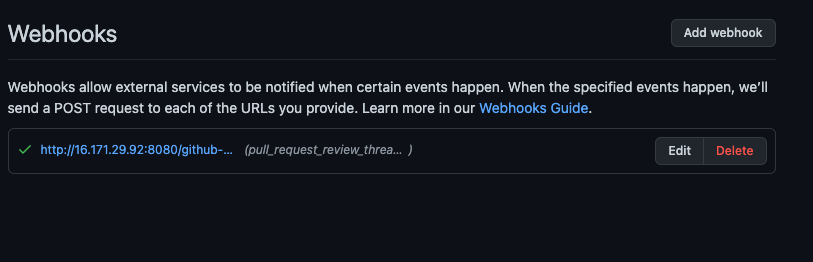 Webhooks
Add webhook
Webhooks allow external services to be notified when certain events happen. When the specified events happen, we’ll
send a POST request to each of the URLs you provide. Learn more in our Webhooks Guide.
http://16.171.29.92:8080/github-... (pull_request_review_threa... )
Edit
Delete